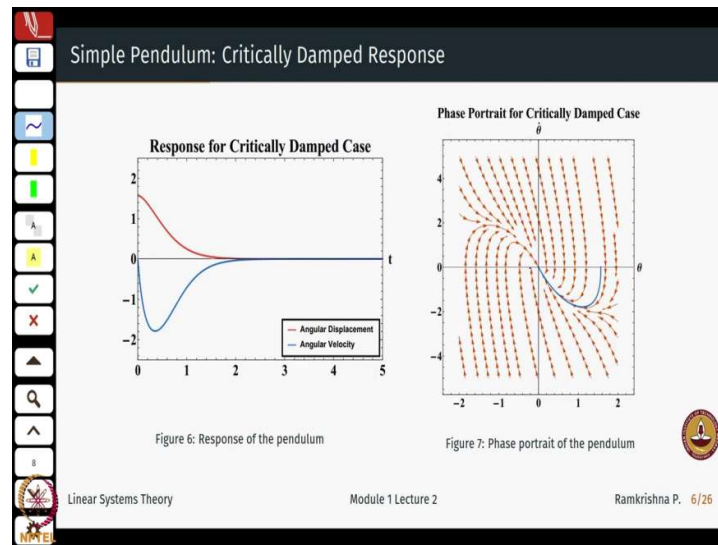 Simple Pendulum: Critically Damped Response
Response for Critically Damped Case
2
1
0
−1
−2
0 1 2 3 4 5
t
Angular Displacement
Angular Velocity
Figure 6: Response of the pendulum
Phase Portrait for Critically Damped Case
θ̇
4
2
0
−2
−4
−2 −1 0 1 2
θ
Figure 7: Phase portrait of the pendulum
A
A
8
NPTEL
Linear Systems Theory Module 1 Lecture 2 Ramkrishna P. 6/26